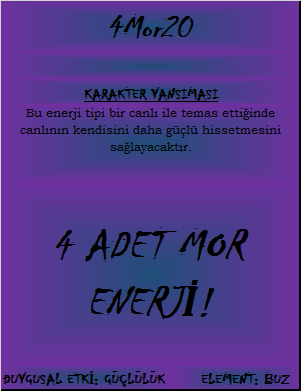 4Mor20
KARAKTER YANSIMASI
Bu enerji tipi bir canlı ile temas ettiğinde
canlının kendisini daha güçlü hissetmesini
sağlayacaktır.
4 ADET MOR
ENERJİ!
DUYGUSAL ETKİ: GÜÇLÜLÜK ELEMENT: BUZ